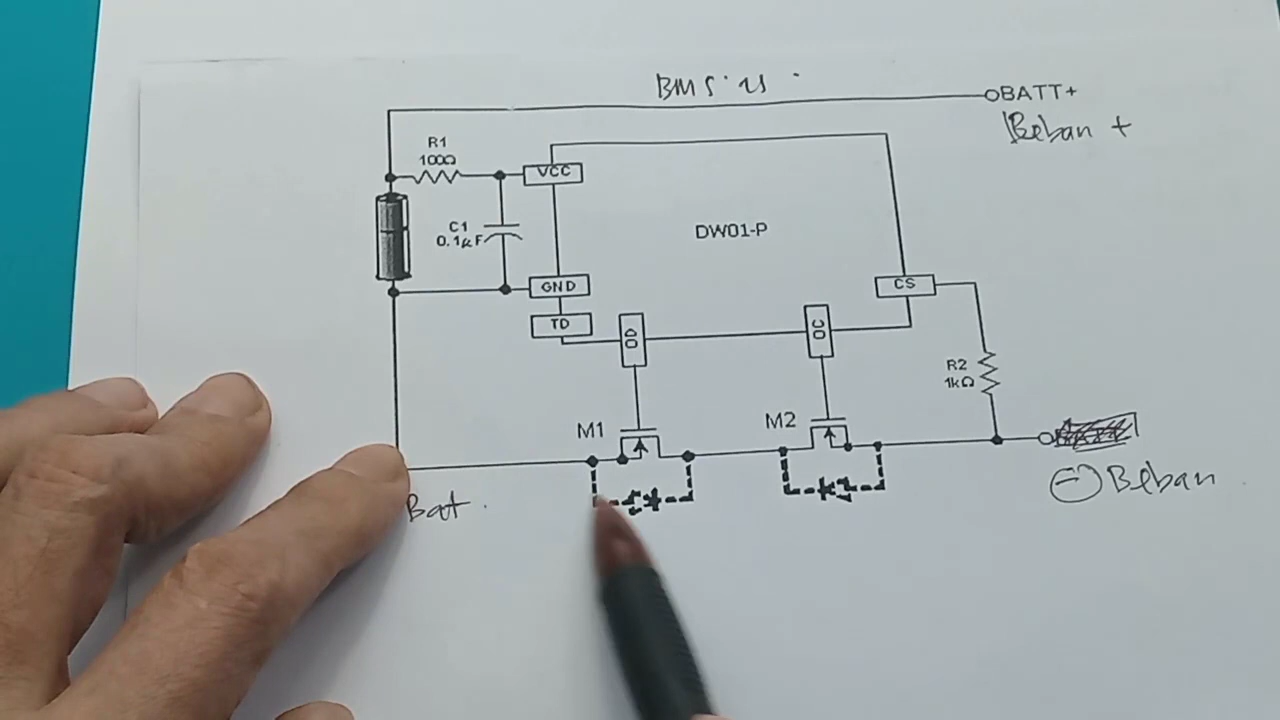 BMS 1S
BATT+
Beban +
R1
100Ω
VCC
C1
0.1μF
DW01-P
GND
CS
TD
OD
OC
R2
1kΩ
M1
M2
Bat
- Beban